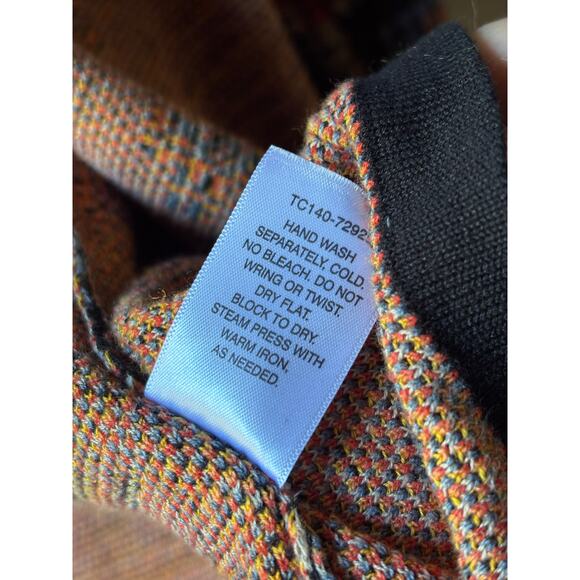 TC140-7292
HAND WASH
SEPARATELY, COLD.
NO BLEACH. DO NOT
WRING OR TWIST.
DRY FLAT.
BLOCK TO DRY.
STEAM PRESS WITH
WARM IRON.
AS NEEDED.